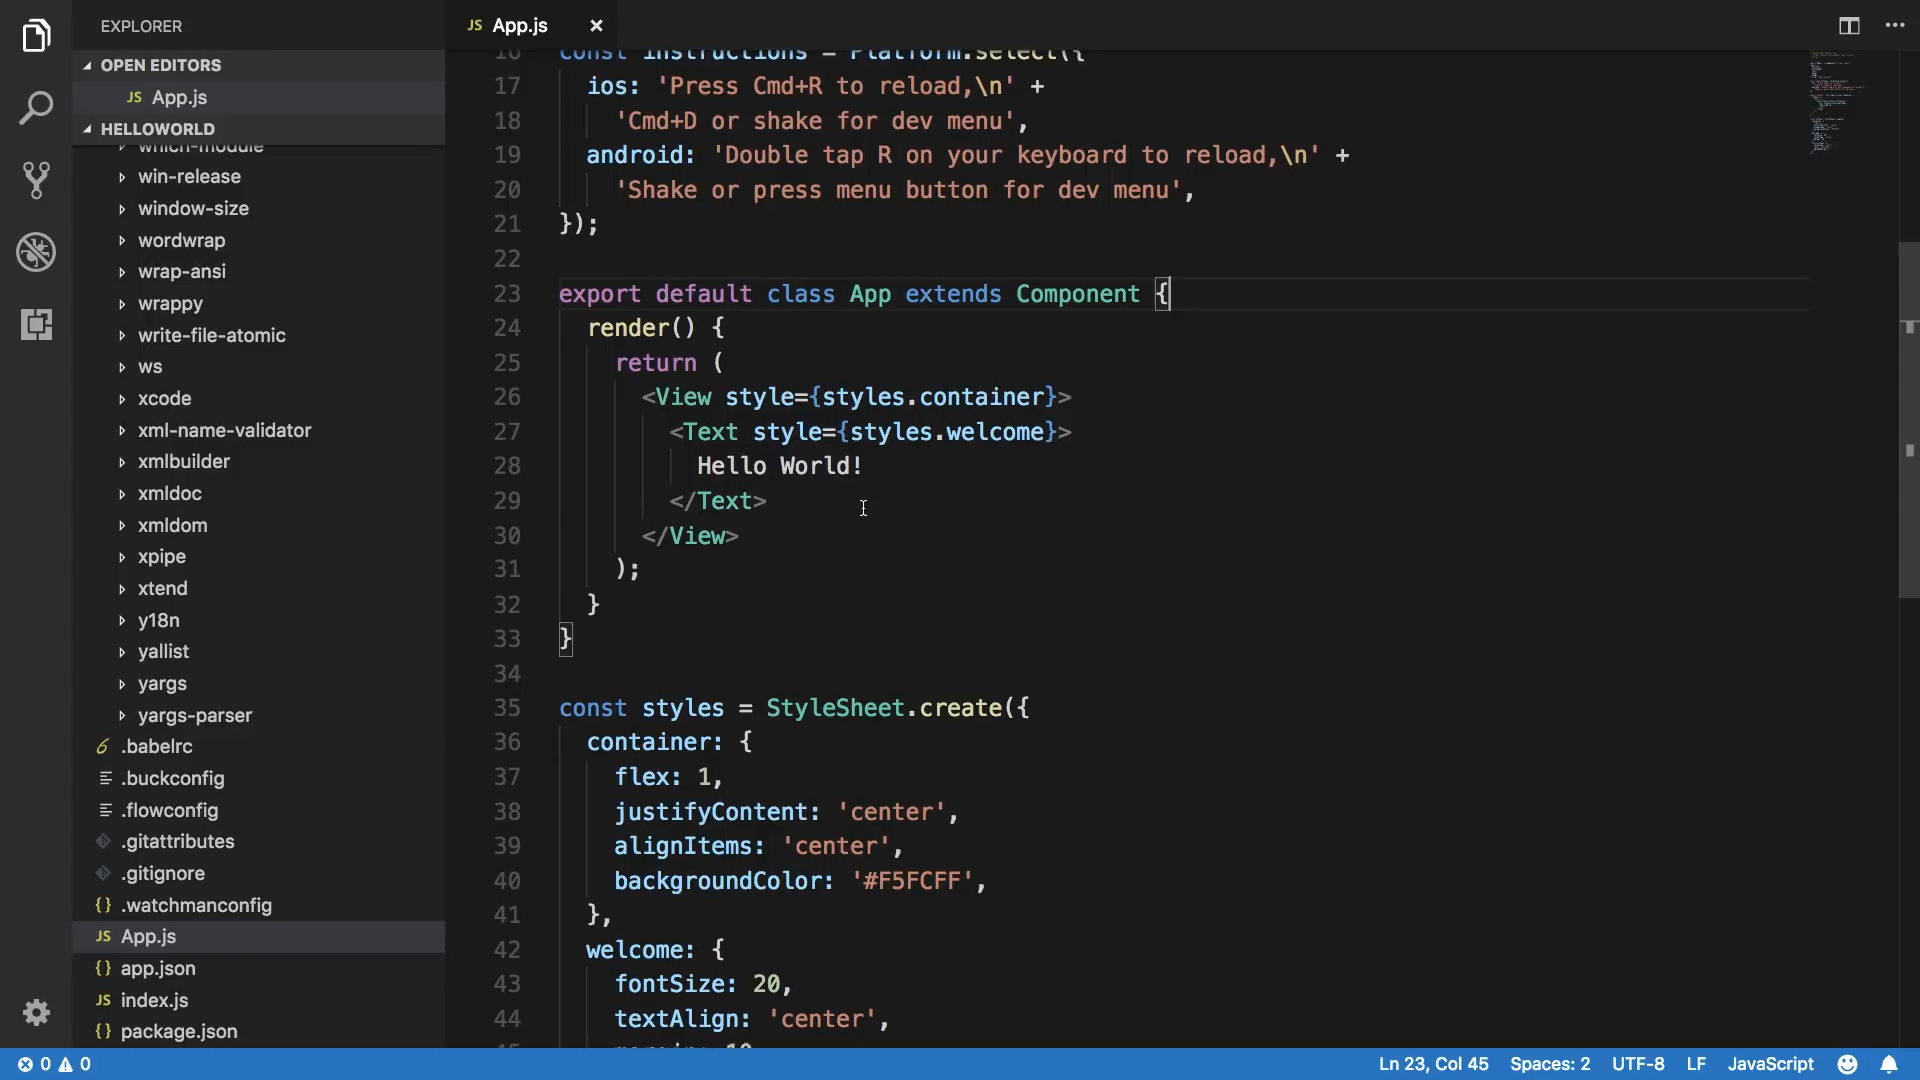 EXPLORER
OPEN EDITORS
JS App.js
HELLOWORLD
which-module
win-release
window-size
wordwrap
wrap-ansi
wrappy
write-file-atomic
ws
xcode
xml-name-validator
xmlbuilder
xmldoc
xmldom
xpipe
xtend
y18n
yallist
yargs
yargs-parser
.babelrc
.buckconfig
.flowconfig
.gitattributes
.gitignore
{} .watchmanconfig
JS App.js
{} app.json
JS index.js
{} package.json
JS App.js ×
16 const instructions = Platform.select({
17 ios: 'Press Cmd+R to reload,\n' +
18 'Cmd+D or shake for dev menu',
19 android: 'Double tap R on your keyboard to reload,\n' +
20 'Shake or press menu button for dev menu',
21 });
22
23 export default class App extends Component {
24 render() {
25 return (
26 <View style={styles.container}>
27 <Text style={styles.welcome}>
28 Hello World!
29 </Text>
30 </View>
31 );
32 }
33 }
34
35 const styles = StyleSheet.create({
36 container: {
37 flex: 1,
38 justifyContent: 'center',
39 alignItems: 'center',
40 backgroundColor: '#F5FCFF',
41 },
42 welcome: {
43 fontSize: 20,
44 textAlign: 'center',
0 0 Ln 23, Col 45 Spaces: 2 UTF-8 LF JavaScript